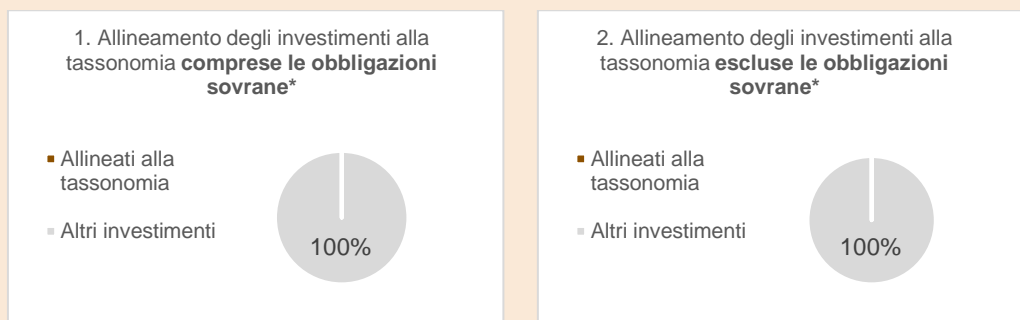 1. Allineamento degli investimenti alla
tassonomia comprese le obbligazioni
sovrane*
Allineati alla
tassonomia
Altri investimenti
100%
2. Allineamento degli investimenti alla
tassonomia escluse le obbligazioni
sovrane*
Allineati alla
tassonomia
Altri investimenti
100%